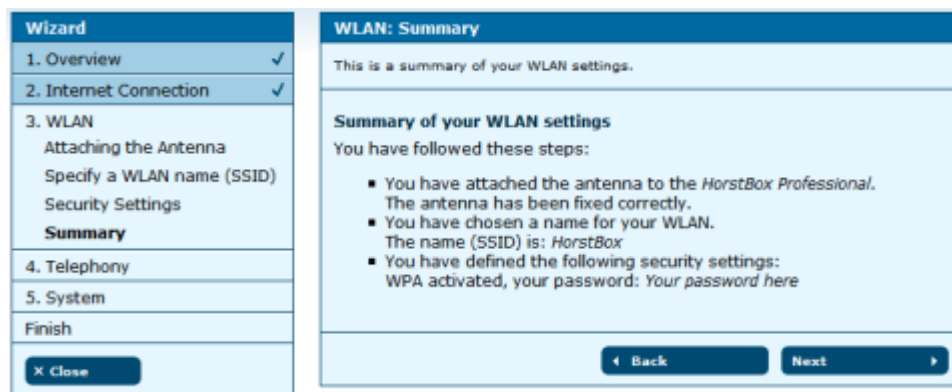 Wizard
1. Overview
2. Internet Connection
3. WLAN
Attaching the Antenna
Specify a WLAN name (SSID)
Security Settings
Summary
4. Telephony
5. System
Finish
Close
WLAN: Summary
This is a summary of your WLAN settings.
Summary of your WLAN settings
You have followed these steps:
You have attached the antenna to the HorstBox Professional.
The antenna has been fixed correctly.
You have chosen a name for your WLAN.
The name (SSID) is: HorstBox
You have defined the following security settings:
WPA activated, your password: Your password here
Back
Next